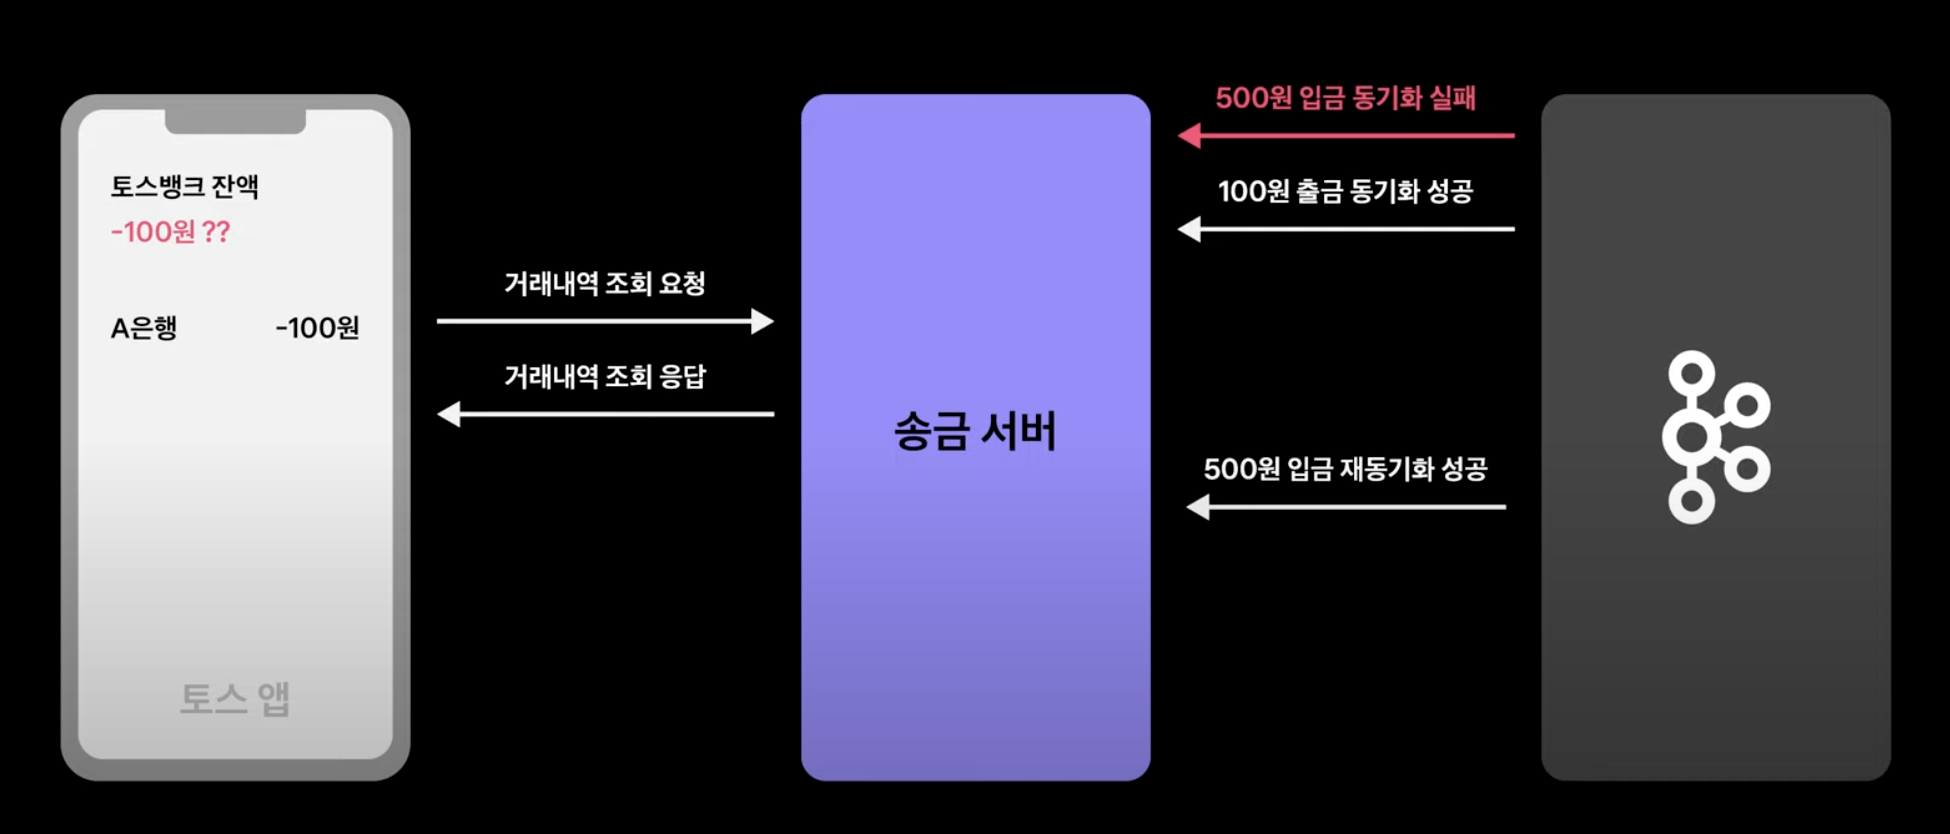 토스뱅크 잔액
-100원 ??
A은행 -100원
토스 앱
거래내역 조회 요청
거래내역 조회 응답
송금 서버
500원 입금 동기화 실패
100원 출금 동기화 성공
500원 입금 재동기화 성공